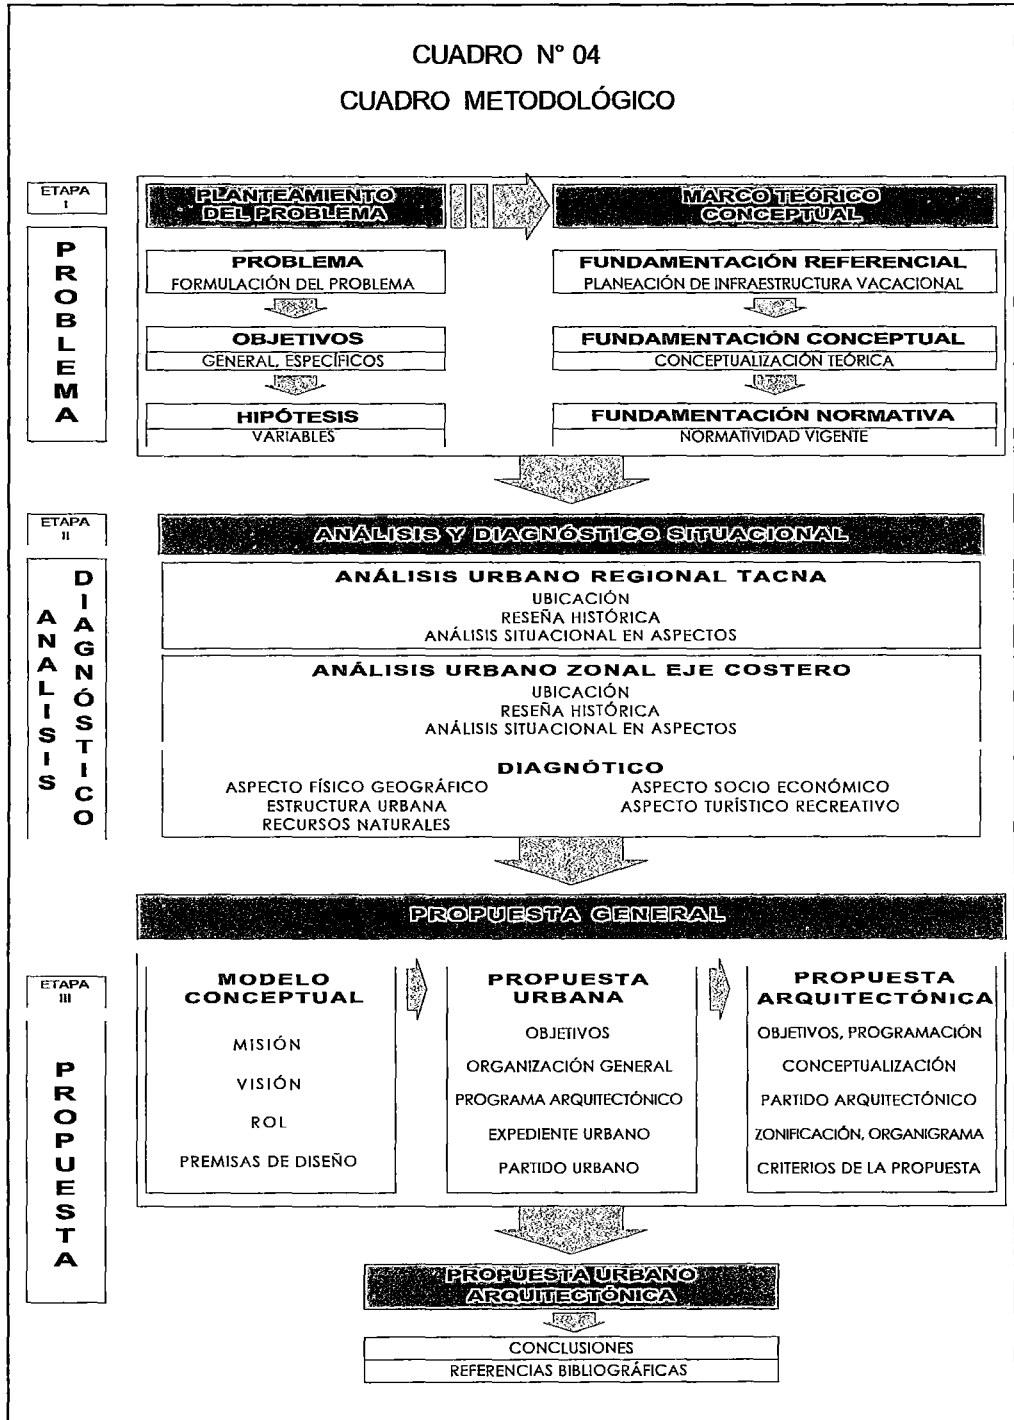 CUADRO N° 04
CUADRO METODOLÓGICO
ETAPA
I
PROBLEMA
PLANTEAMIENTO
DEL PROBLEMA
PROBLEMA
FORMULACIÓN DEL PROBLEMA
OBJETIVOS
GENERAL, ESPECÍFICOS
HIPÓTESIS
VARIABLES
MARCO TEÓRICO
CONCEPTUAL
FUNDAMENTACIÓN REFERENCIAL
PLANEACIÓN DE INFRAESTRUCTURA VACACIONAL
FUNDAMENTACIÓN CONCEPTUAL
CONCEPTUALIZACIÓN TEÓRICA
FUNDAMENTACIÓN NORMATIVA
NORMATIVIDAD VIGENTE
ETAPA
II
ANALISIS
DIAGNÓSTICO
ANÁLISIS Y DIAGNÓSTICO SITUACIONAL
ANÁLISIS URBANO REGIONAL TACNA
UBICACIÓN
RESEÑA HISTÓRICA
ANÁLISIS SITUACIONAL EN ASPECTOS
ANÁLISIS URBANO ZONAL EJE COSTERO
UBICACIÓN
RESEÑA HISTÓRICA
ANÁLISIS SITUACIONAL EN ASPECTOS
DIAGNÓTICO
ASPECTO FÍSICO GEOGRÁFICO
ESTRUCTURA URBANA
RECURSOS NATURALES
ASPECTO SOCIO ECONÓMICO
ASPECTO TURÍSTICO RECREATIVO
PROPUESTA GENERAL
ETAPA
III
PROPUESTA
MODELO
CONCEPTUAL
MISIÓN
VISIÓN
ROL
PREMISAS DE DISEÑO
PROPUESTA
URBANA
OBJETIVOS
ORGANIZACIÓN GENERAL
PROGRAMA ARQUITECTÓNICO
EXPEDIENTE URBANO
PARTIDO URBANO
PROPUESTA
ARQUITECTÓNICA
OBJETIVOS, PROGRAMACIÓN
CONCEPTUALIZACIÓN
PARTIDO ARQUITECTÓNICO
ZONIFICACIÓN, ORGANIGRAMA
CRITERIOS DE LA PROPUESTA
PROPUESTA URBANO
ARQUITECTÓNICA
CONCLUSIONES
REFERENCIAS BIBLIOGRÁFICAS